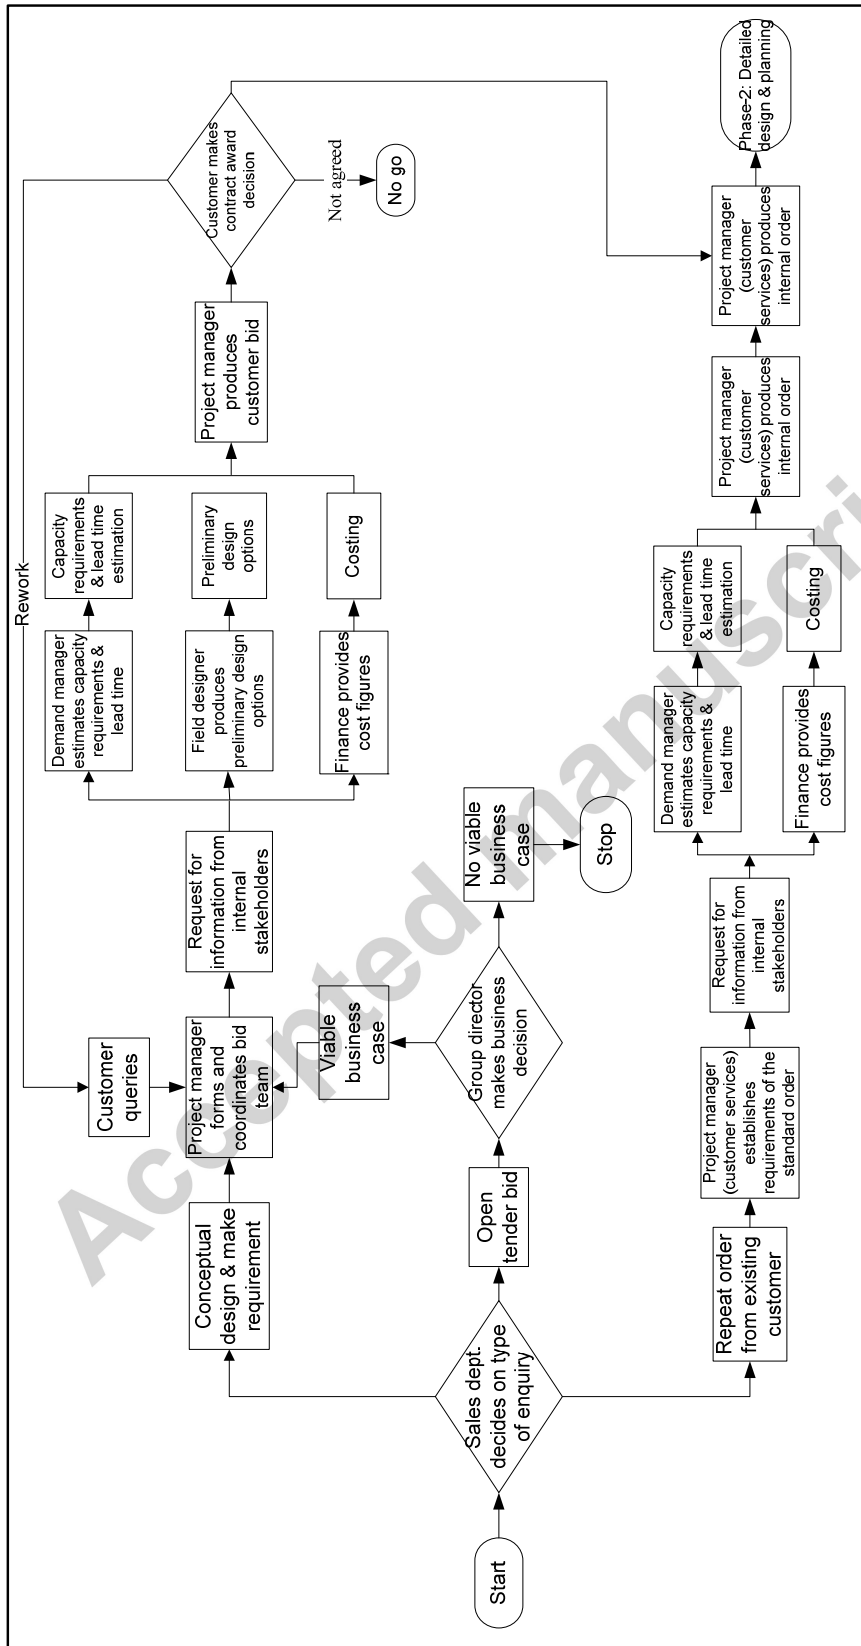 Start
Sales dept.
decides on type
of enquiry
Conceptual
design & make
requirement
Open
tender bid
Repeat order
from existing
customer
Customer
queries
Project manager
forms and
coordinates bid
team
Viable
business
case
Group director
makes business
decision
No viable
business
case
Stop
Project manager
(customer services)
establishes
requirements of the
standard order
Request for
information from
internal
stakeholders
Request for
information from
internal
stakeholders
Demand manager
estimates capacity
requirements &
lead time
Field designer
produces
preliminary design
options
Finance provides
cost figures
Demand manager
estimates capacity
requirements &
lead time
Finance provides
cost figures
Rework
Capacity
requirements
& lead time
estimation
Preliminary
design
options
Costing
Capacity
requirements
& lead time
estimation
Costing
Project manager
produces
customer bid
Project manager
(customer
services) produces
internal order
Customer makes
contract award
decision
Not agreed
No go
Project manager
(customer
services) produces
internal order
Phase-2: Detailed
design & planning
Accepted manuscri